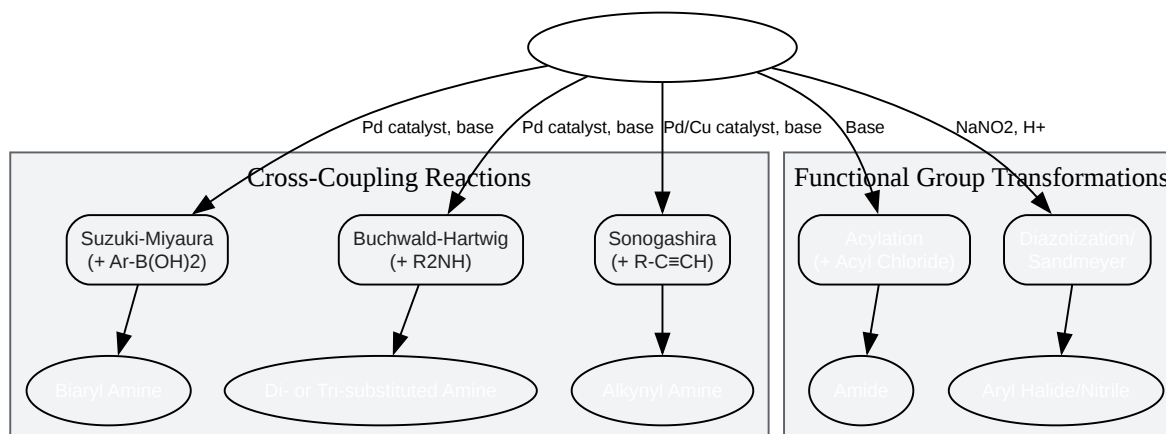 Pd catalyst, base
Pd catalyst, base
Pd/Cu catalyst, base
Base
NaNO2, H+
Cross-Coupling Reactions
Functional Group Transformations
Suzuki-Miyaura
(+ Ar-B(OH)2)
Buchwald-Hartwig
(+ R2NH)
Sonogashira
(+ R-C≡CH)
Acylation
(+ Acyl Chloride)
Diazotization/
Sandmeyer
Biaryl Amine
Di- or Tri-substituted Amine
Alkynyl Amine
Amide
Aryl Halide/Nitrile